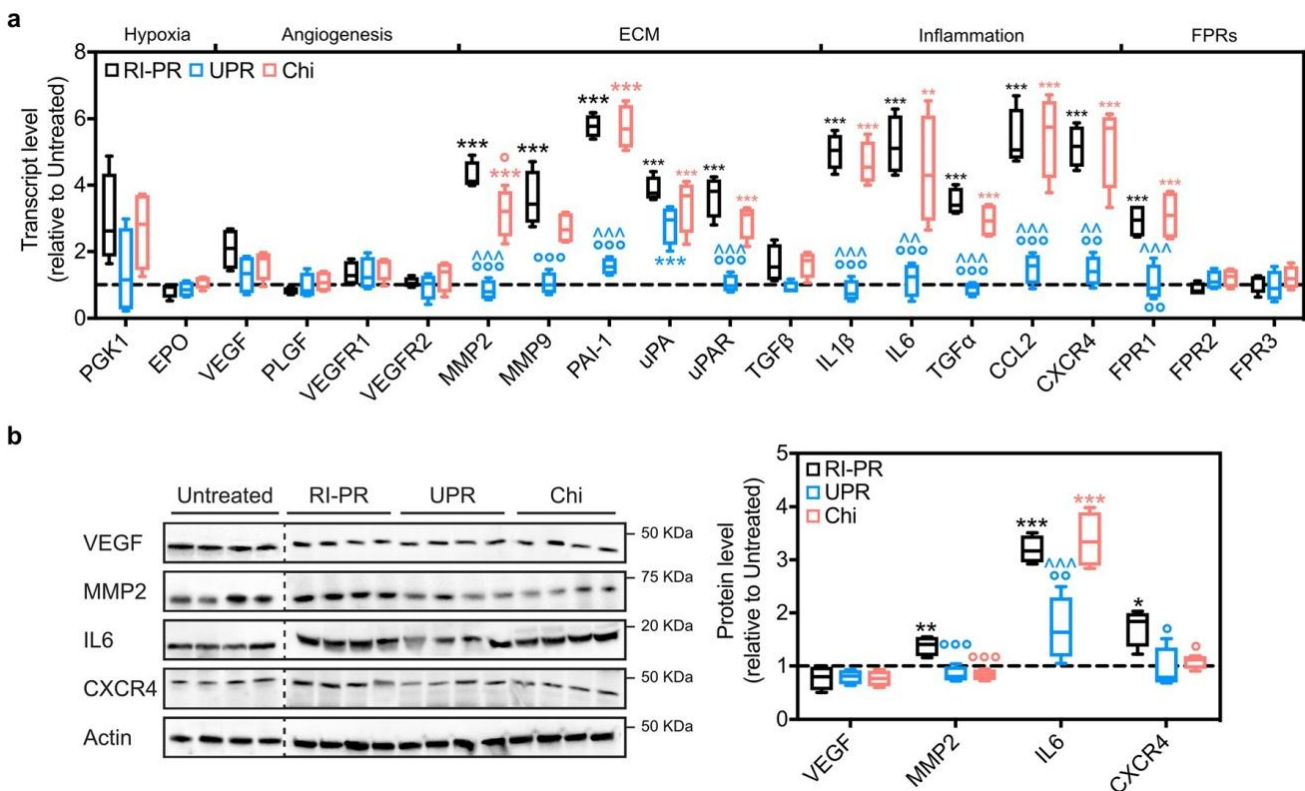 a
Hypoxia Angiogenesis ECM Inflammation FPRs
RI-PR UPR Chi
Transcript level
(relative to Untreated)
8
6
4
2
0
*** *** *** *** *** *** *** *** *** *** *** ***
° *** *** *** *** ** *** *** *** ***
^^^ °°° °°° ^^^ °°° *** ^^^ °°° ^^^ °°° ^^ °°° ^^^ °°° ^^^ °°° ^^ °°° ^^^ °°
PGK1 EPO VEGF PLGF VEGFR1 VEGFR2 MMP2 MMP9 PAI-1 uPA uPAR TGFβ IL1β IL6 TGFα CCL2 CXCR4 FPR1 FPR2 FPR3
b
Untreated RI-PR UPR Chi
VEGF 50 KDa
MMP2 75 KDa
IL6 20 KDa
CXCR4 50 KDa
Actin 50 KDa
Protein level
(relative to Untreated)
5
4
3
2
1
0
RI-PR
UPR
Chi
** °°° °°° *** ^^^ °° *** * ° °
VEGF MMP2 IL6 CXCR4